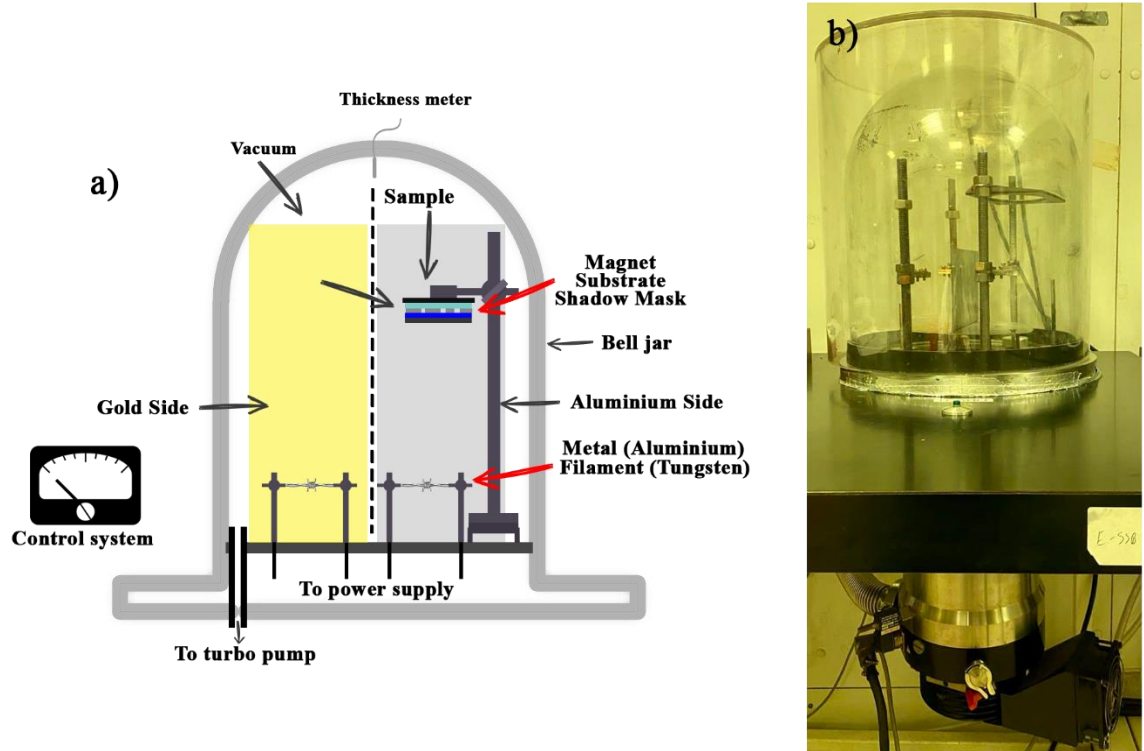 a)
Thickness meter
Vacuum
Sample
Magnet
Substrate
Shadow Mask
Bell jar
Gold Side
Aluminium Side
Metal (Aluminium)
Filament (Tungsten)
Control system
To power supply
To turbo pump
b)